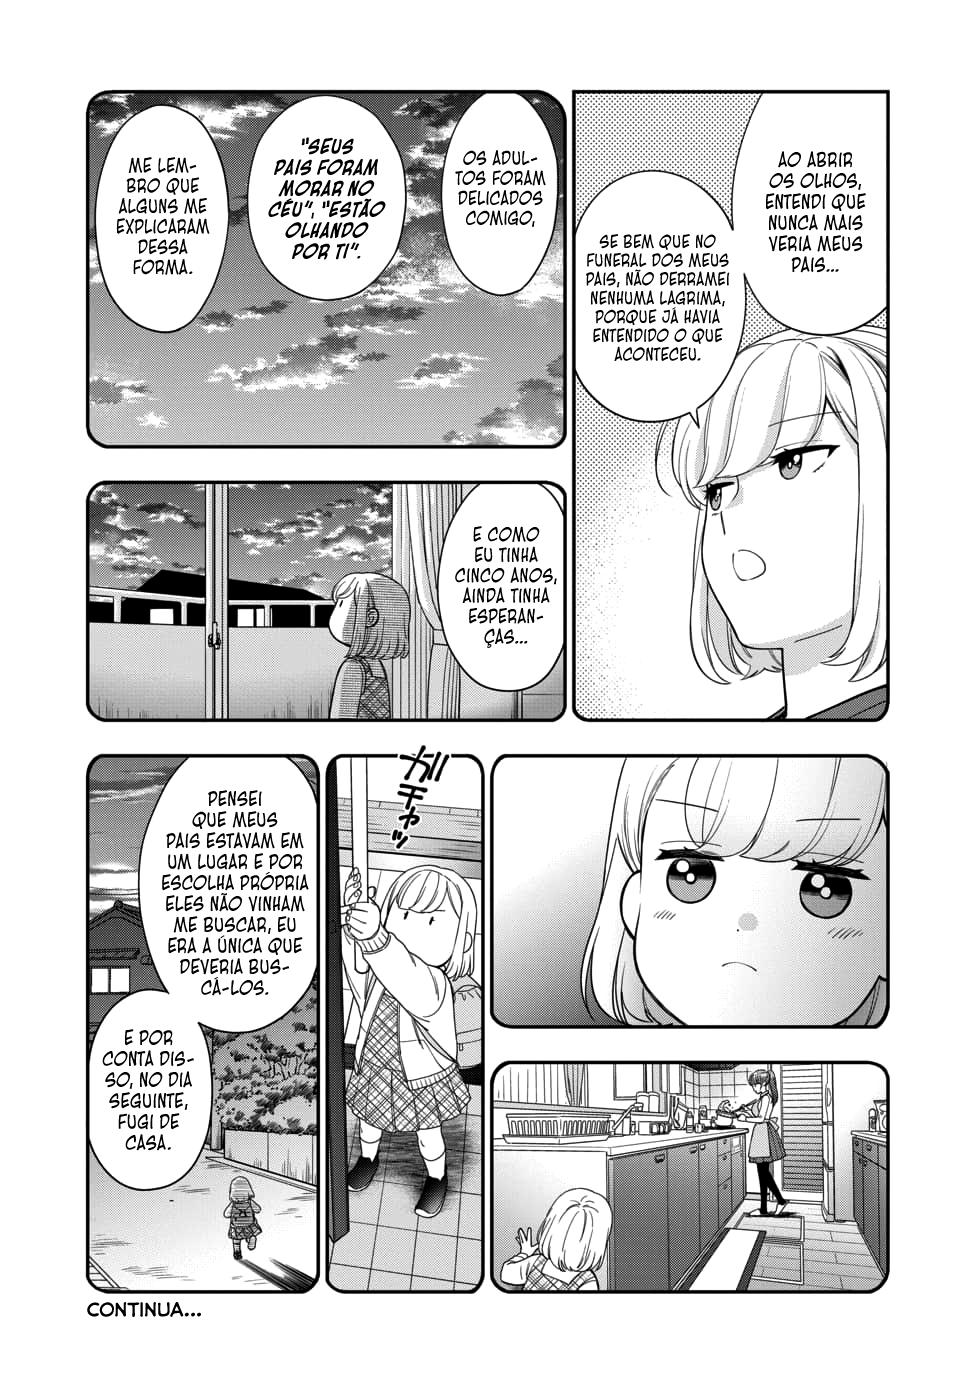 AO ABRIR
OS OLHOS,
ENTENDI QUE
NUNCA MAIS
VERIA MEUS
PAIS...
SE BEM QUE NO
FUNERAL DOS MEUS
PAIS, NÃO DERRAMEI
NENHUMA LAGRIMA,
PORQUE JÁ HAVIA
ENTENDIDO O QUE
ACONTECEU.
OS ADUL-
TOS FORAM
DELICADOS
COMIGO,
"SEUS
PAIS FORAM
MORAR NO
CÉU", "ESTÃO
OLHANDO
POR TI".
ME LEM-
BRO QUE
ALGUNS ME
EXPLICARAM
DESSA
FORMA.
E COMO
EU TINHA
CINCO ANOS,
AINDA TINHA
ESPERAN-
ÇAS...
ガチャッ
PENSEI
QUE MEUS
PAIS ESTAVAM EM
UM LUGAR E POR
ESCOLHA PRÓPRIA
ELES NÃO VINHAM
ME BUSCAR, EU
ERA A ÚNICA QUE
DEVERIA BUS-
CÁ-LOS.
E POR
CONTA DIS-
SO, NO DIA
SEGUINTE,
FUGI DE
CASA.
CONTINUA...